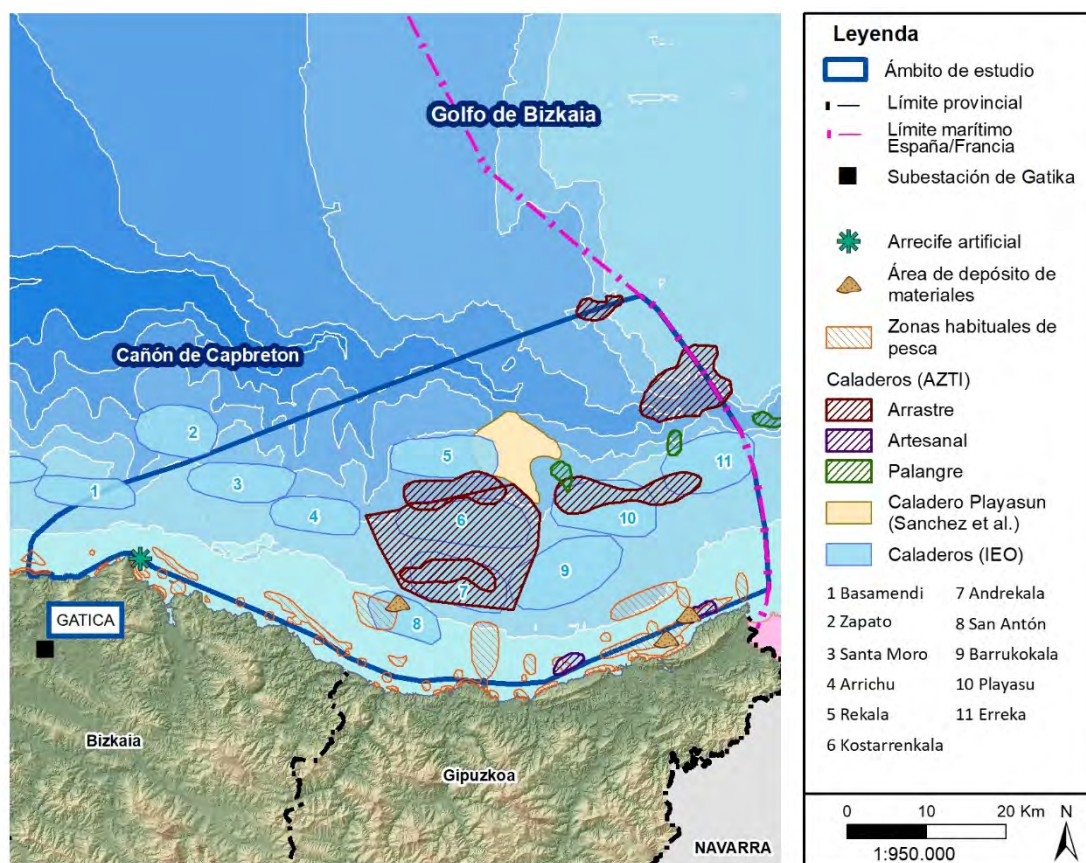 Golfo de Bizkaia
Cañón de Capbreton
2
1
3
5
11
4
6
10
9
7
8
GATICA
Bizkaia
Gipuzkoa
NAVARRA
Leyenda
Ámbito de estudio
Límite provincial
Límite marítimo
España/Francia
Subestación de Gatika
Arrecife artificial
Área de depósito de
materiales
Zonas habituales de
pesca
Caladeros (AZTI)
Arrastre
Artesanal
Palangre
Caladero Playasun
(Sanchez et al.)
Caladeros (IEO)
1 Basamendi
2 Zapato
3 Santa Moro
4 Arrichu
5 Rekala
6 Kostarrenkala
7 Andrekala
8 San Antón
9 Barrukokala
10 Playasu
11 Erreka
0 10 20 Km
N
1:950.000